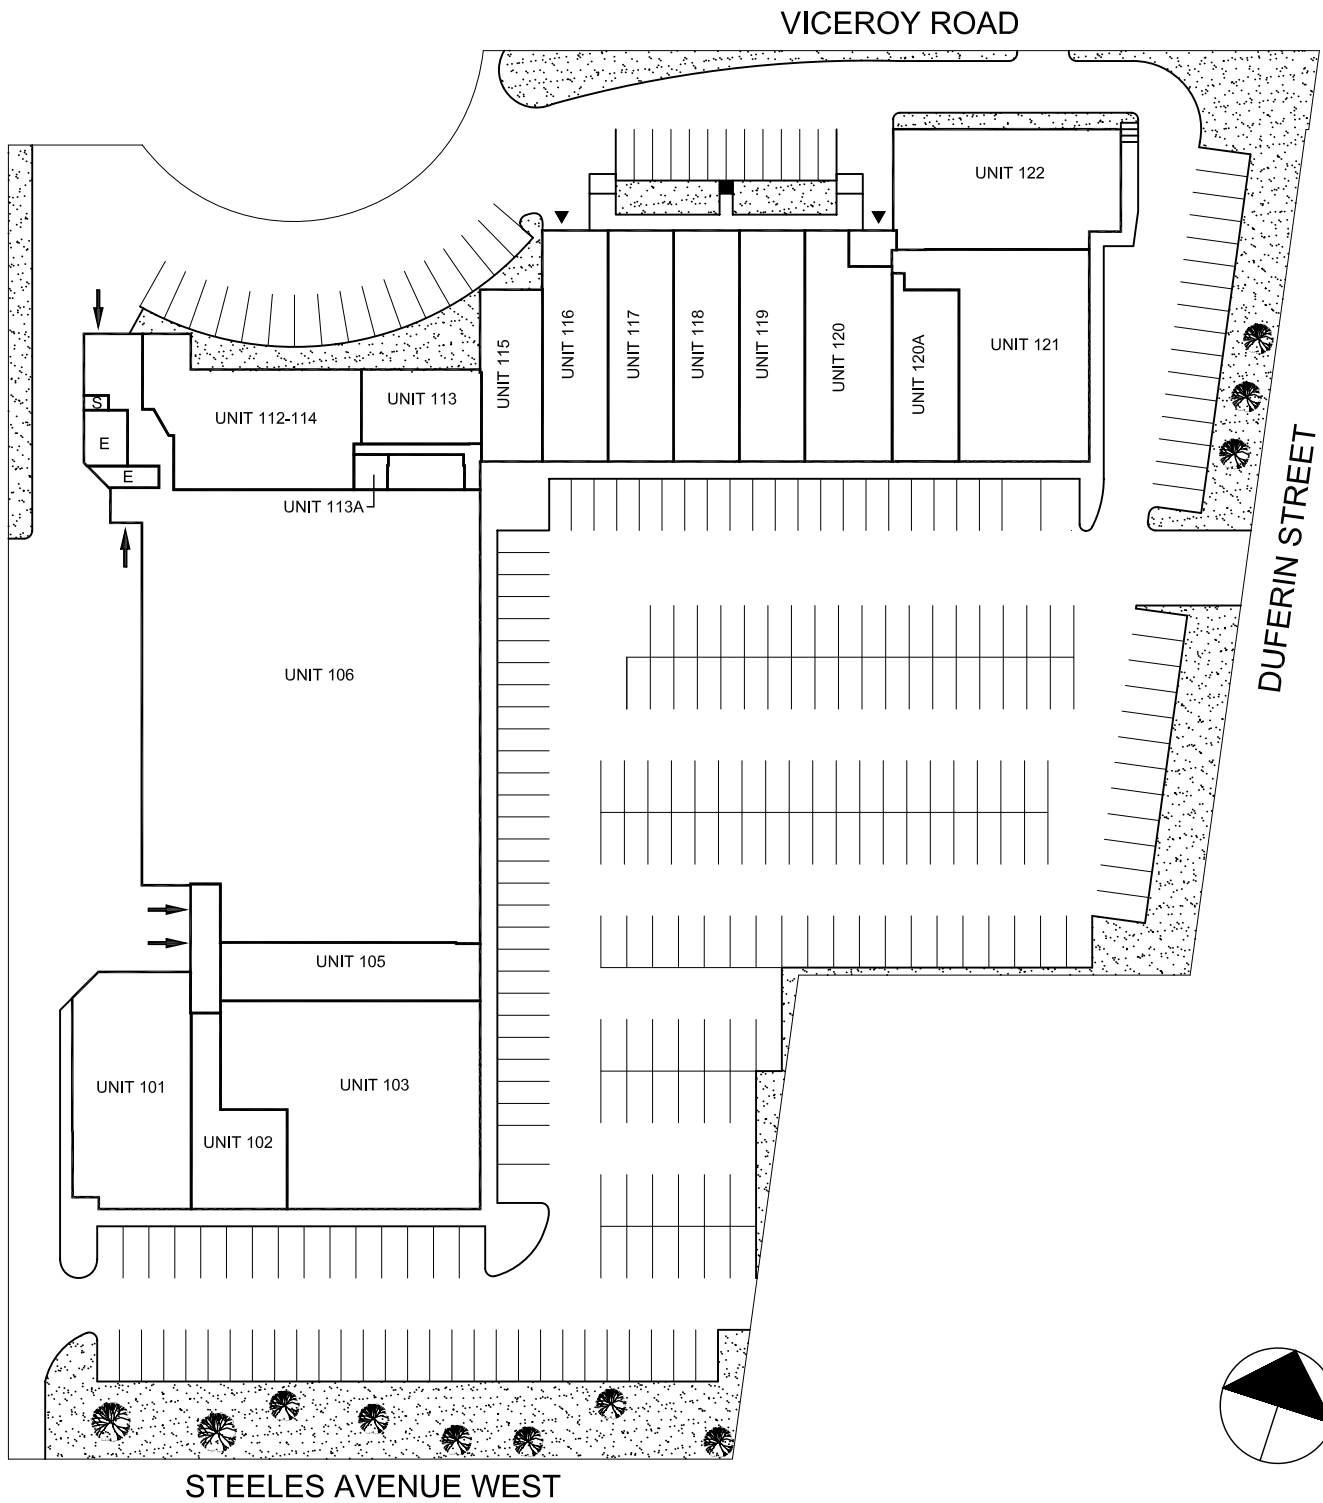 VICEROY ROAD
UNIT 122
UNIT 115
UNIT 116
UNIT 117
UNIT 118
UNIT 119
UNIT 120
UNIT 120A
UNIT 121
UNIT 113
UNIT 112-114
S
E
E
UNIT 113A
DUFERIN STREET
UNIT 106
UNIT 105
UNIT 101
UNIT 103
UNIT 102
STEELES AVENUE WEST